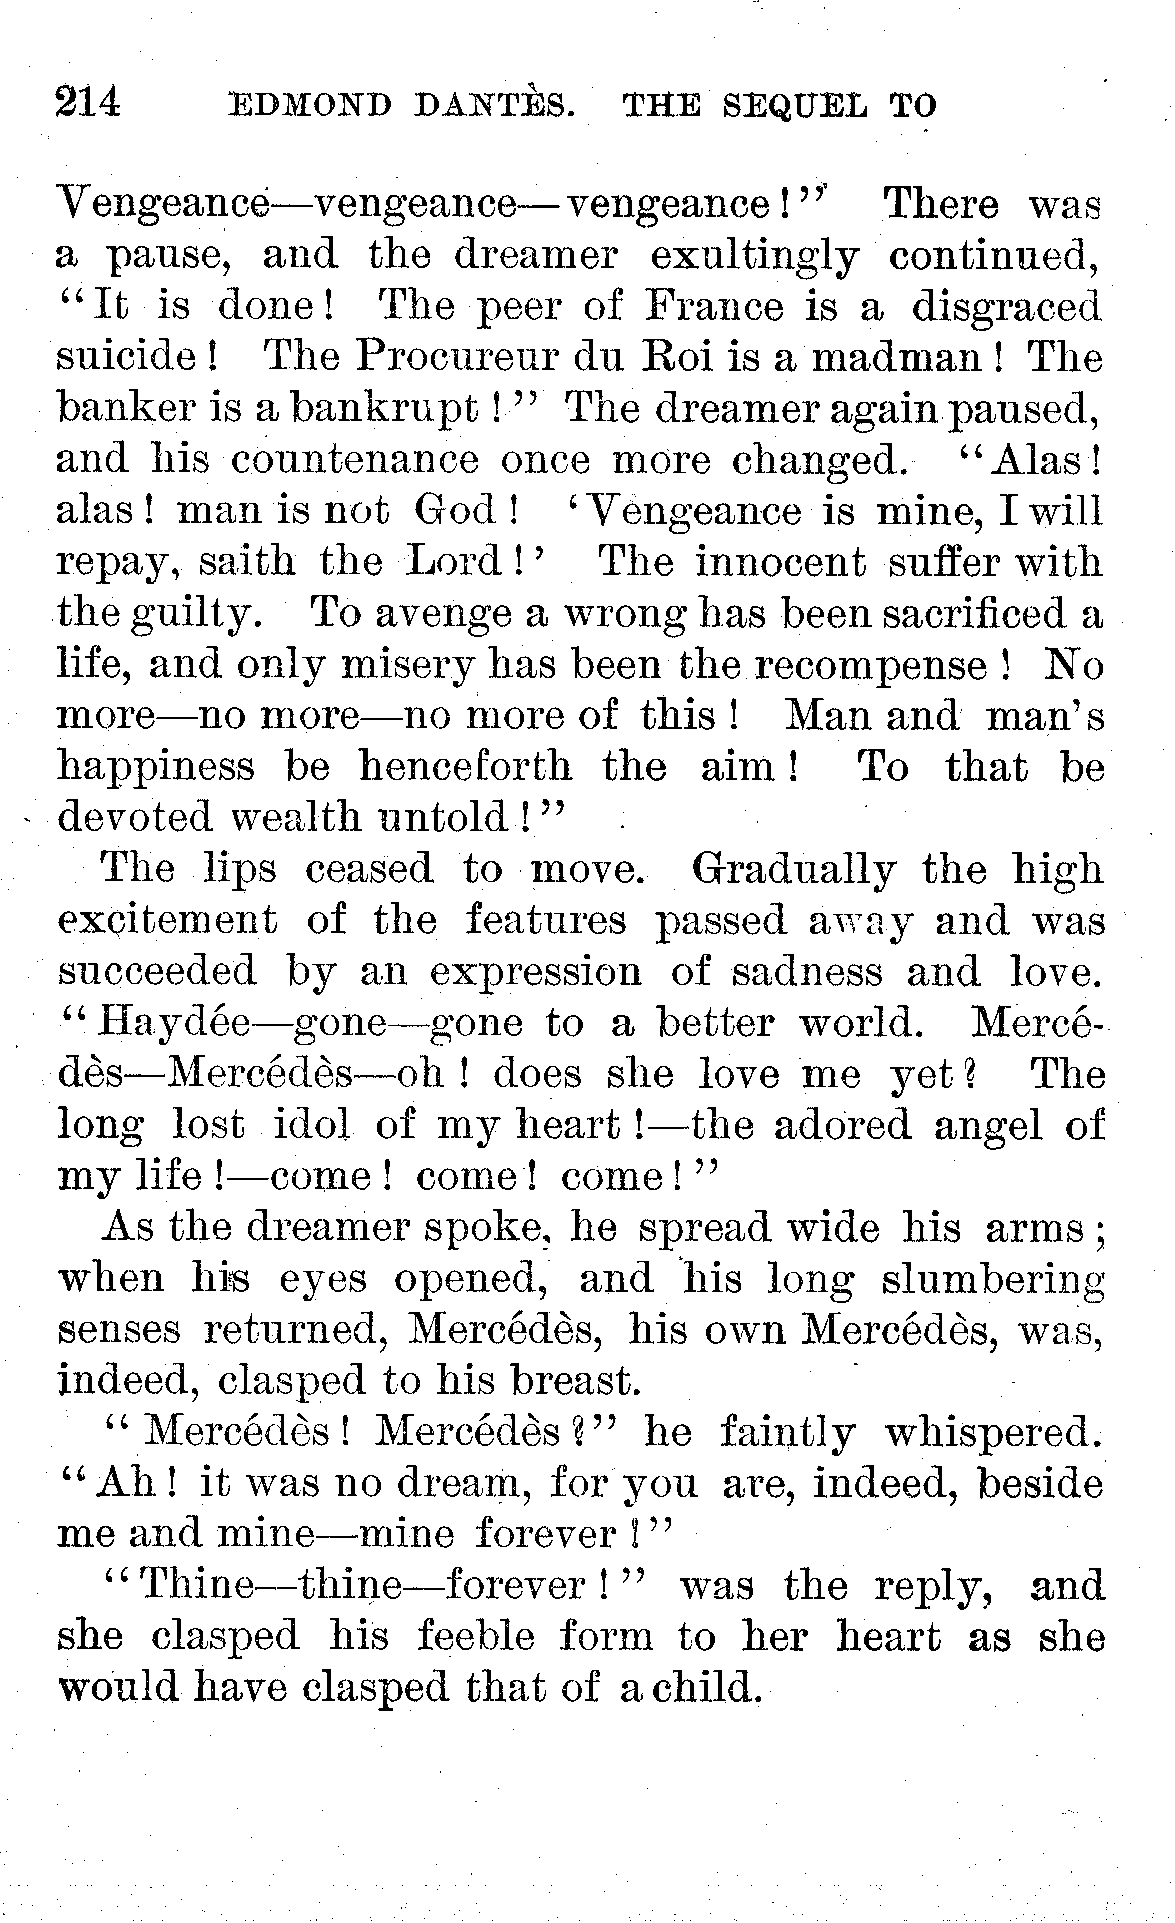 214 EDMOND DANTÈS. THE SEQUEL TO
Vengeance—vengeance—vengeance!” There was
a pause, and the dreamer exultingly continued,
“It is done! The peer of France is a disgraced
suicide! The Procureur du Roi is a madman! The
banker is a bankrupt!” The dreamer again paused,
and his countenance once more changed. “Alas!
alas! man is not God! ‘Vengeance is mine, I will
repay, saith the Lord!’ The innocent suffer with
the guilty. To avenge a wrong has been sacrificed a
life, and only misery has been the recompense! No
more—no more—no more of this! Man and man's
happiness be henceforth the aim! To that be
devoted wealth untold!”
The lips ceased to move. Gradually the high
excitement of the features passed away and was
succeeded by an expression of sadness and love.
“Haydée—gone—gone to a better world. Mercé-
dès—Mercédès—oh! does she love me yet? The
long lost idol of my heart!—the adored angel of
my life!—come! come! come!”
As the dreamer spoke, he spread wide his arms;
when his eyes opened, and his long slumbering
senses returned, Mercédès, his own Mercédès, was,
indeed, clasped to his breast.
“Mercédès! Mercédès?” he faintly whispered.
“Ah! it was no dream, for you are, indeed, beside
me and mine—mine forever!”
“Thine—thine—forever!” was the reply, and
she clasped his feeble form to her heart as she
would have clasped that of a child.